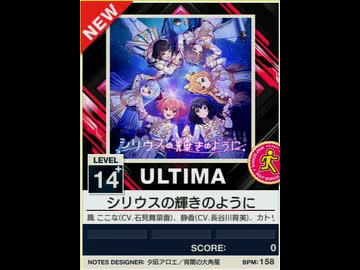 NEW
シリウスの輝きのように
LEVEL
14+
ULTIMA
シリウスの輝きのように
鳳 ここな(CV.石見舞菜香)、静香(CV.長谷川育美)、カトリ
SCORE: 0
NOTES DESIGNER: 夕凪アロエ／宵闇の大角星
BPM: 158